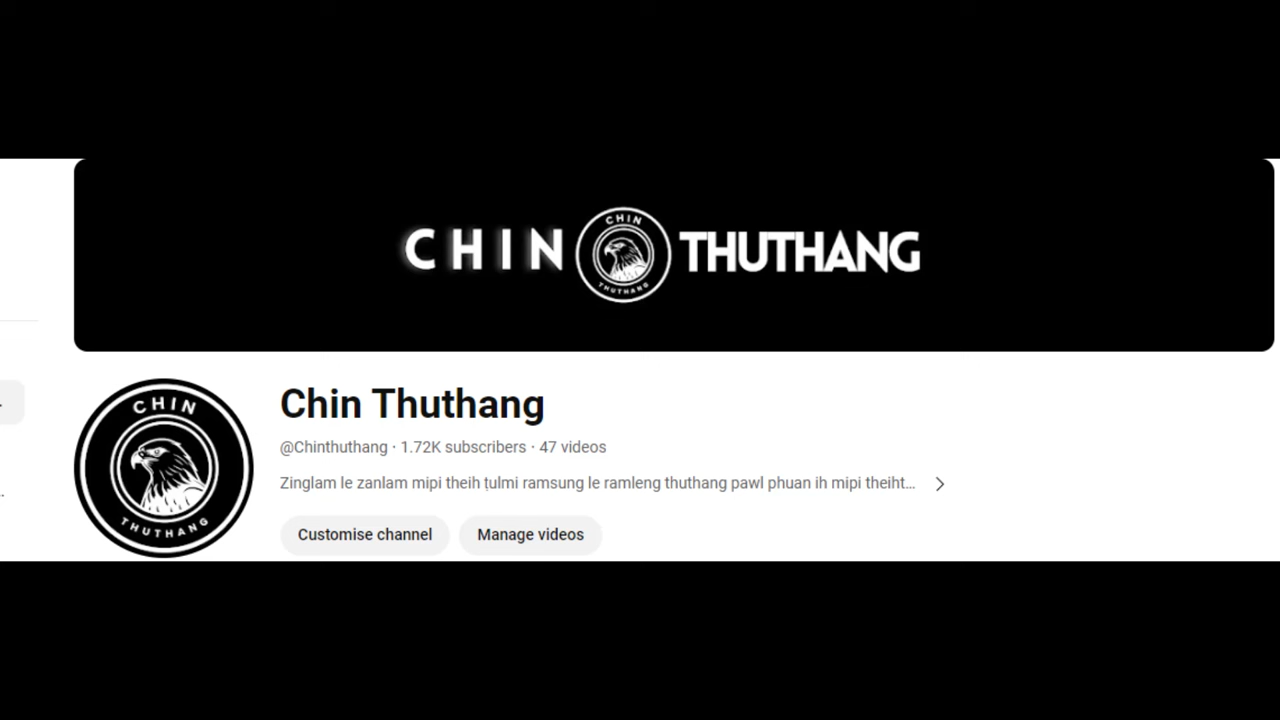 CHIN CHIN THUTHANG THUTHANG
CHIN
THUTHANG
Chin Thuthang
@Chinthuthang · 1.72K subscribers · 47 videos
Zinglam le zanlam mipi theih ṭulmi ramsung le ramleng thuthang pawl phuan ih mipi theiht...
Customise channel Manage videos